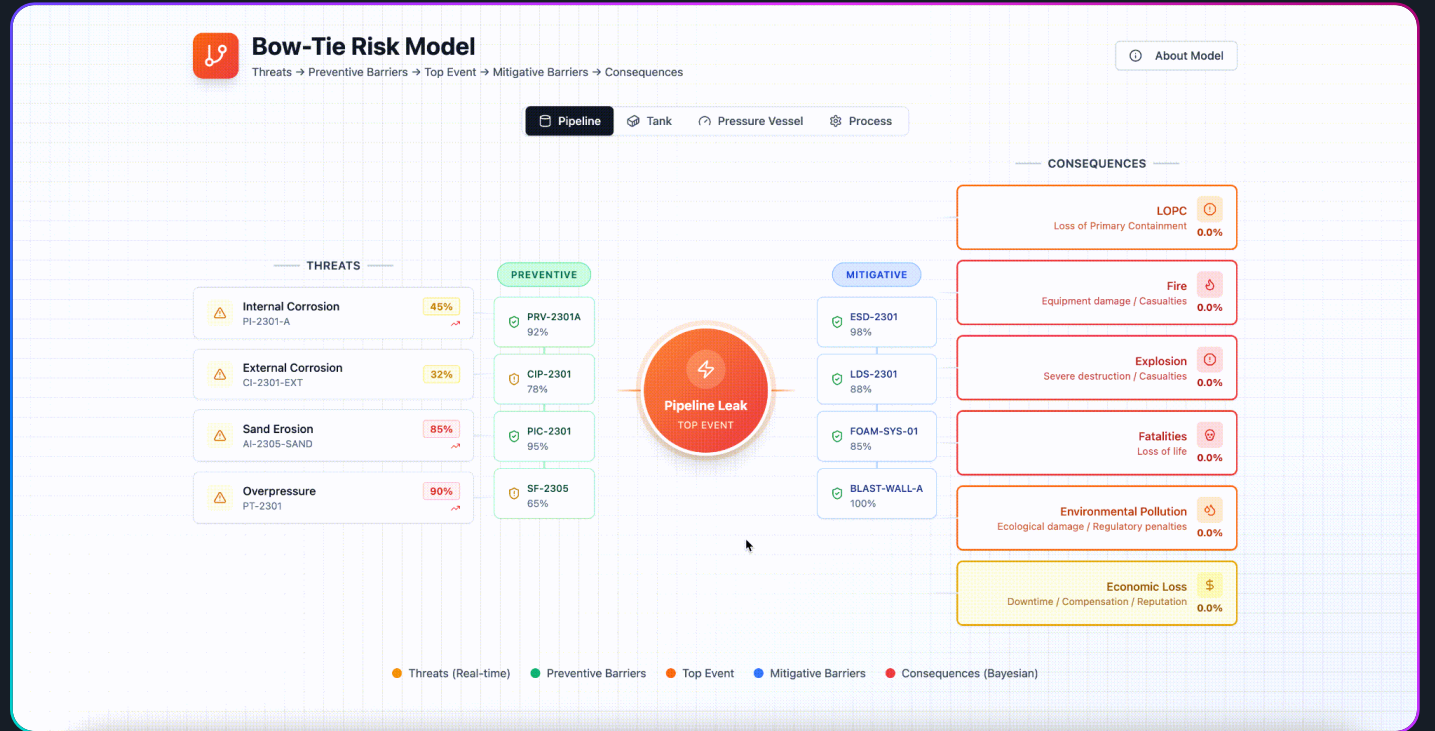 Bow-Tie Risk Model
Threats → Preventive Barriers → Top Event → Mitigative Barriers → Consequences
About Model
Pipeline
Tank
Pressure Vessel
Process
THREATS
Internal Corrosion
PI-2301-A
45%
External Corrosion
CI-2301-EXT
32%
Sand Erosion
AI-2305-SAND
85%
Overpressure
PT-2301
90%
PREVENTIVE
PRV-2301A
92%
CIP-2301
78%
PIC-2301
95%
SF-2305
65%
Pipeline Leak
TOP EVENT
MITIGATIVE
ESD-2301
98%
LDS-2301
88%
FOAM-SYS-01
85%
BLAST-WALL-A
100%
CONSEQUENCES
LOPC
Loss of Primary Containment
0.0%
Fire
Equipment damage / Casualties
0.0%
Explosion
Severe destruction / Casualties
0.0%
Fatalities
Loss of life
0.0%
Environmental Pollution
Ecological damage / Regulatory penalties
0.0%
Economic Loss
Downtime / Compensation / Reputation
$
0.0%
Threats (Real-time)
Preventive Barriers
Top Event
Mitigative Barriers
Consequences (Bayesian)